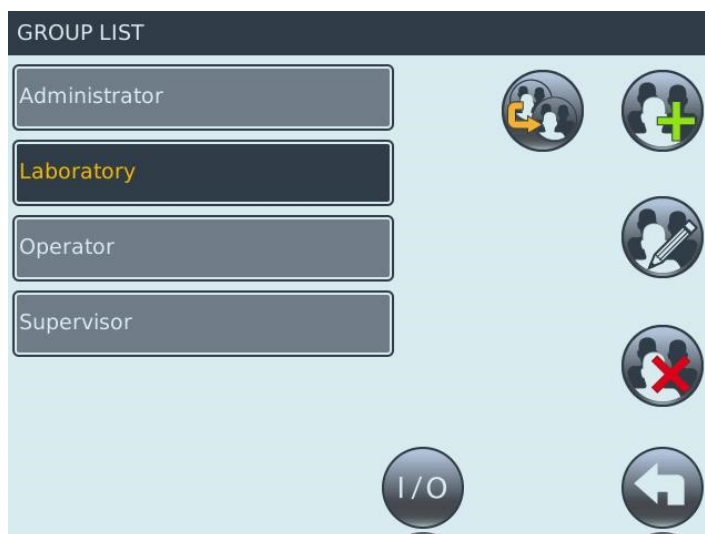 GROUP LIST
Administrator
Laboratory
Operator
Supervisor
I/O